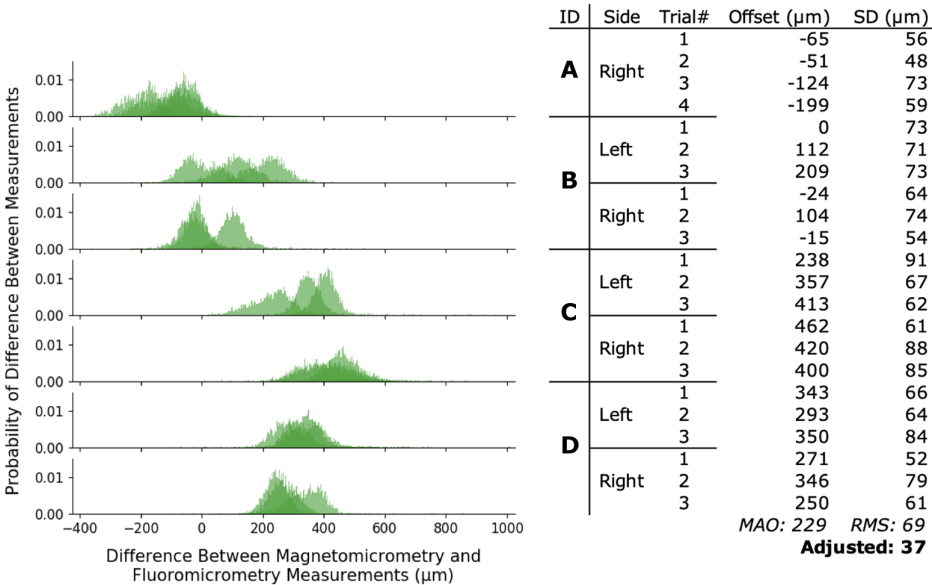 ID Side Trial# Offset (µm) SD (µm)
A Right 1 -65 56
2 -51 48
3 -124 73
4 -199 59
B Left 1 0 73
2 112 71
3 209 73
Right 1 -24 64
2 104 74
3 -15 54
C Left 1 238 91
2 357 67
3 413 62
Right 1 462 61
2 420 88
3 400 85
D Left 1 343 66
2 293 64
3 350 84
Right 1 271 52
2 346 79
3 250 61
MAO: 229 RMS: 69
Adjusted: 37
Probability of Difference Between Measurements
0.01
0.00
0.01
0.00
0.01
0.00
0.01
0.00
0.01
0.00
0.01
0.00
0.01
0.00
−400 −200 0 200 400 600 800 1000
Difference Between Magnetomicrometry and
Fluoromicrometry Measurements (µm)